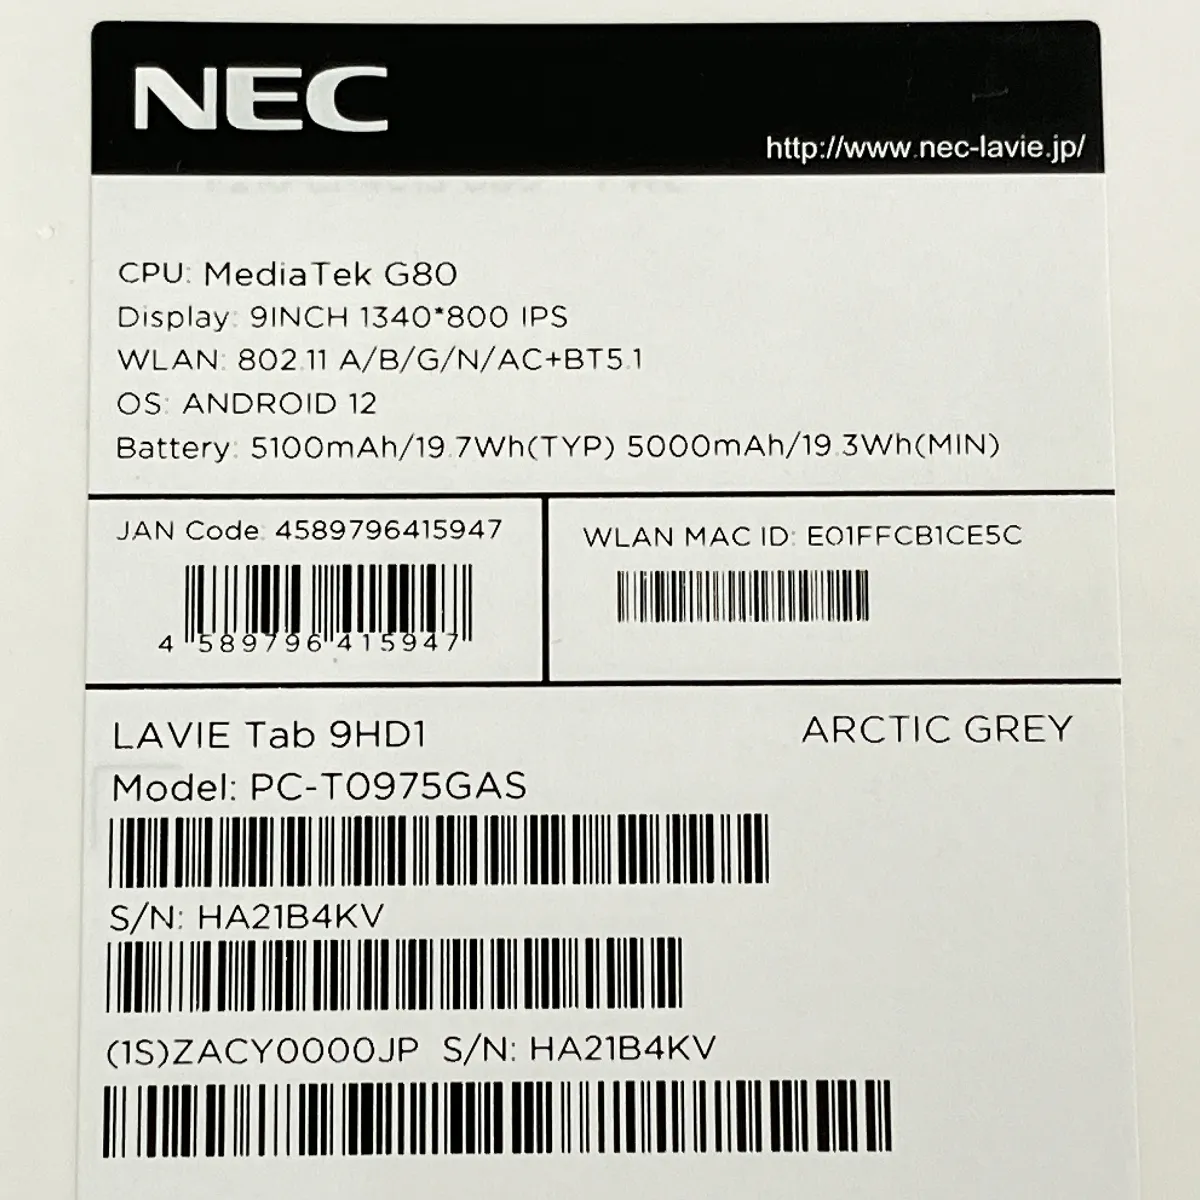 NEC
http://www.nec-lavie.jp/
CPU: MediaTek G80
Display: 9INCH 1340*800 IPS
WLAN: 802.11 A/B/G/N/AC+BT5.1
OS: ANDROID 12
Battery: 5100mAh/19.7Wh(TYP) 5000mAh/19.3Wh(MIN)
JAN Code: 4589796415947
4 589796 415947
WLAN MAC ID: E01FFCB1CE5C
LAVIE Tab 9HD1
ARCTIC GREY
Model: PC-T0975GAS
S/N: HA21B4KV
(1S)ZACY0000JP S/N: HA21B4KV